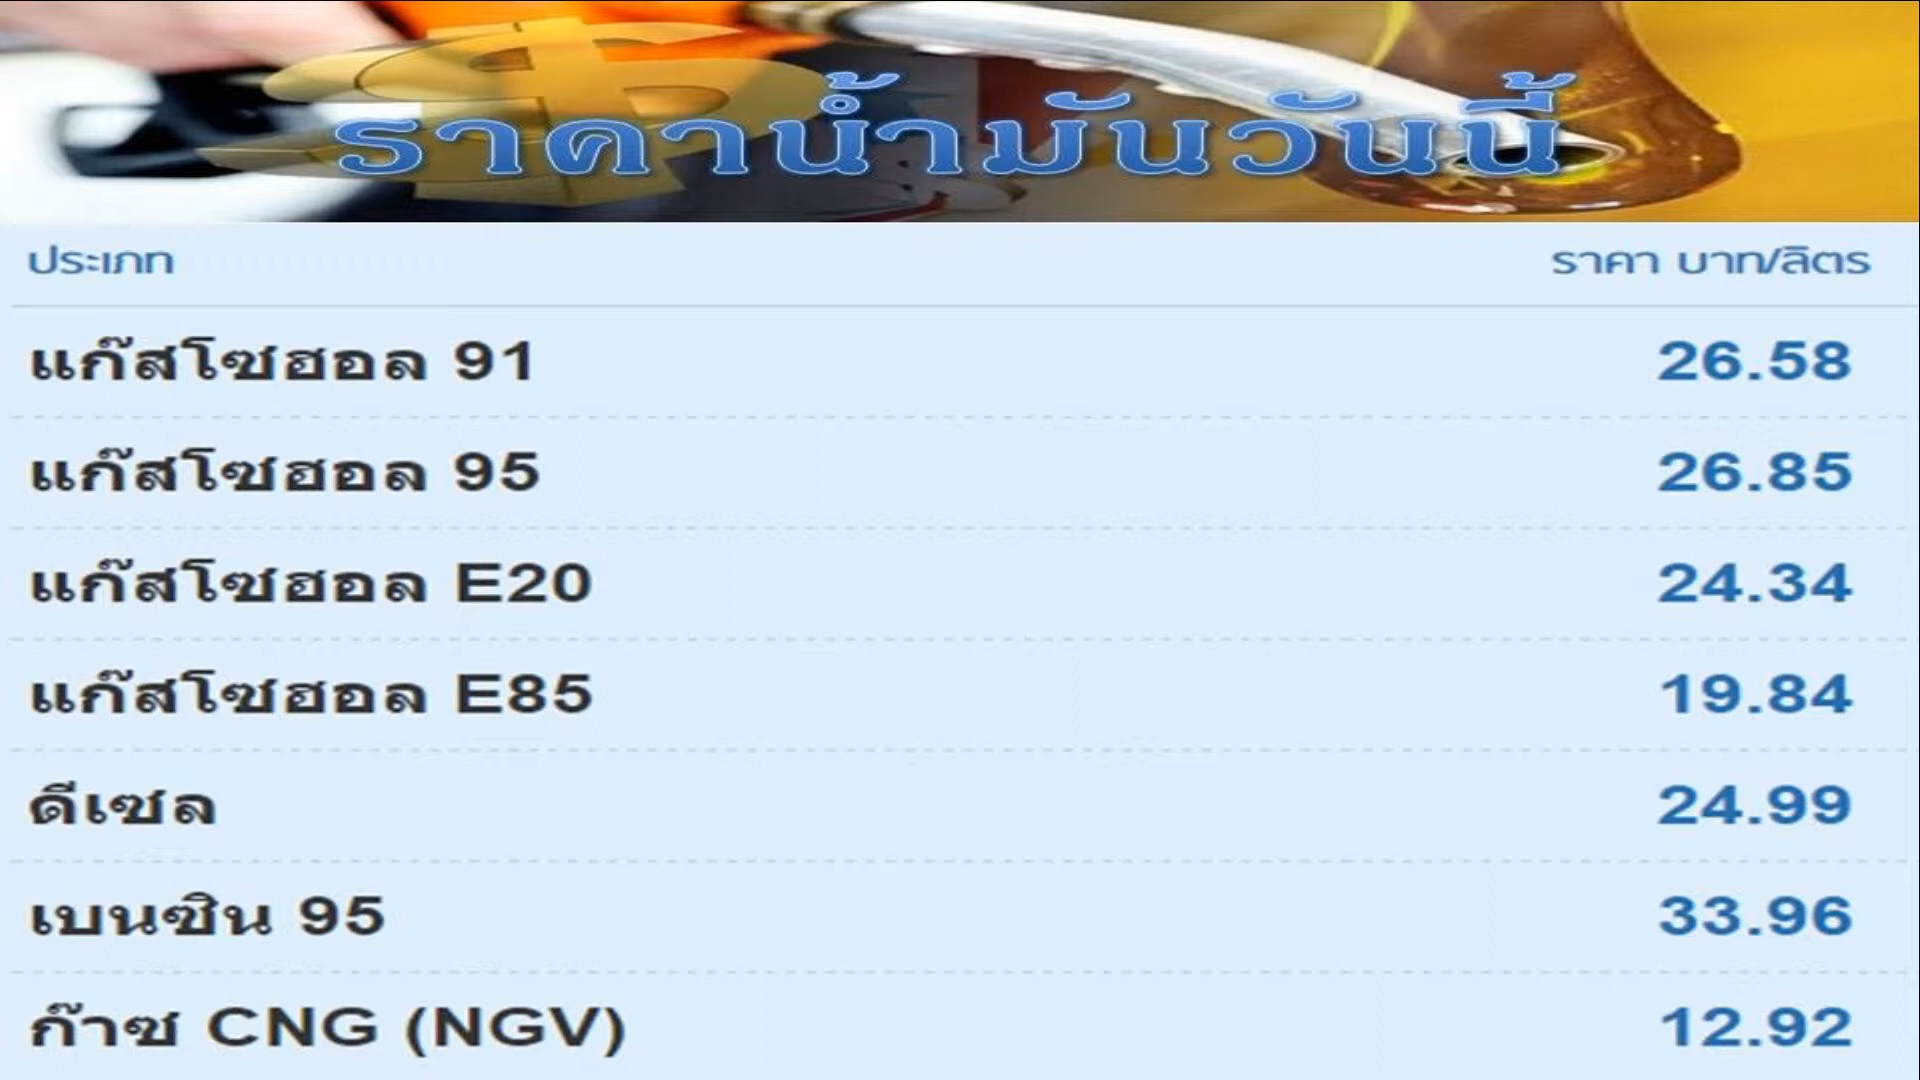 ราคาน้ำมันวันนี้
ประเภท ราคา บาท/ลิตร
แก๊สโซฮอล 91 26.58
แก๊สโซฮอล 95 26.85
แก๊สโซฮอล E20 24.34
แก๊สโซฮอล E85 19.84
ดีเซล 24.99
เบนซิน 95 33.96
ก๊าซ CNG (NGV) 12.92